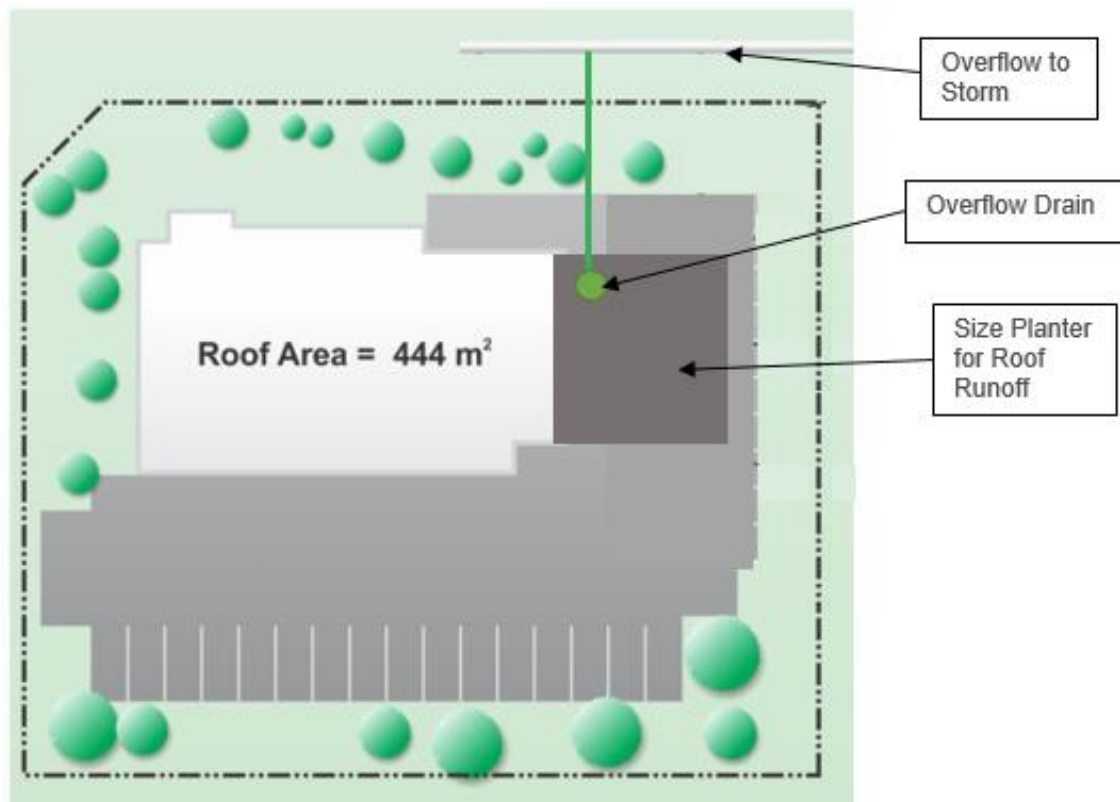 Overflow to
Storm
Overflow Drain
Roof Area = 444 m²
Size Planter
for Roof
Runoff